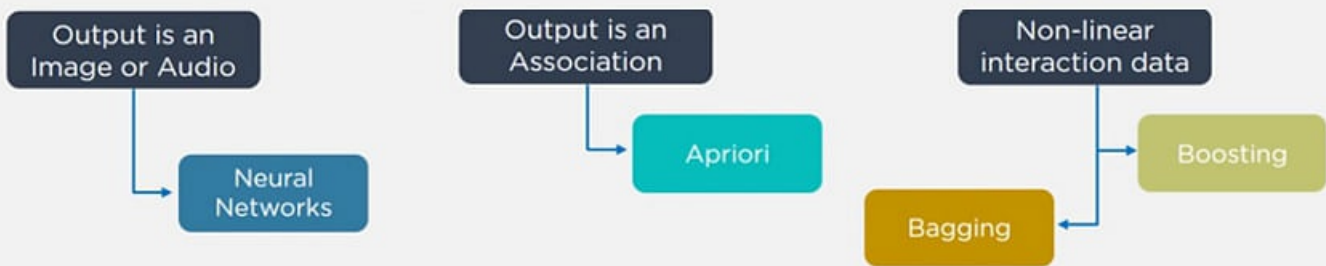 Output is an
Image or Audio
Neural
Networks
Output is an
Association
Apriori
Non-linear
interaction data
Boosting
Bagging